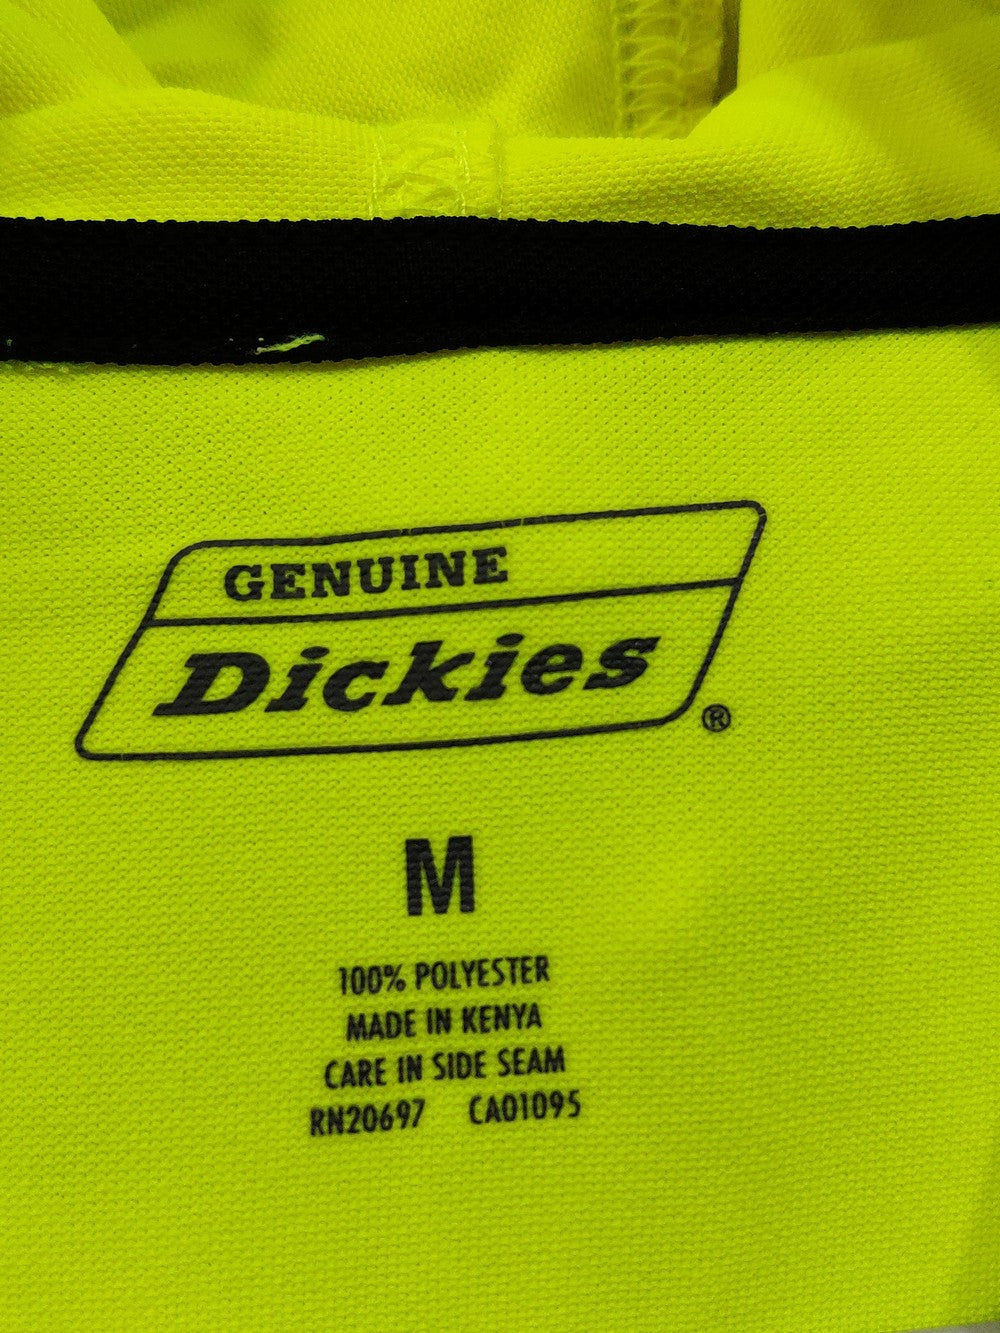 GENUINE
Dickies
®
M
100% POLYESTER
MADE IN KENYA
CARE IN SIDE SEAM
RN20697 CA01095